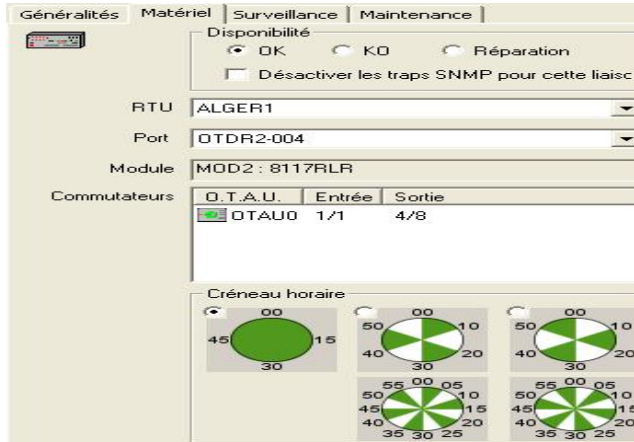 Généralités Matériel Surveillance Maintenance
Disponibilité
OK KO Réparation
Désactiver les traps SNMP pour cette liaisc
RTU ALGER1
Port OTDR2-004
Module MOD2 : 8117RLR
Commutateurs O.T.A.U. Entrée Sortie
OTAU0 1/1 4/8
Créneau horaire
00 00 00
50 10 50 10
45 15
40 20 40 20
30 30 30
55 00 05 55 00 05
50 10 50 10
45 15 45 15
40 20 40 20
35 30 25 35 30 25